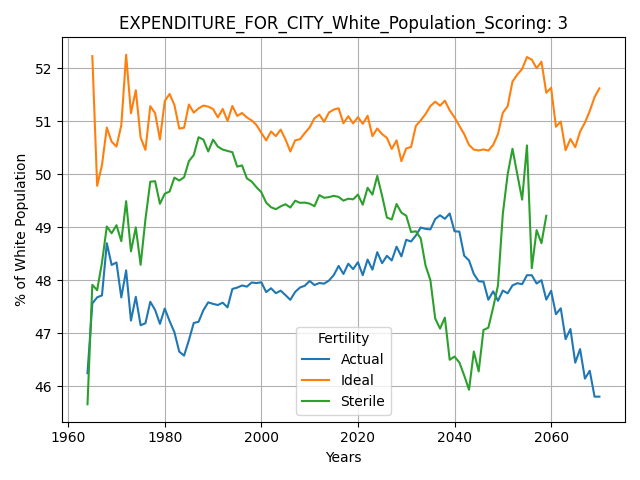 EXPENDITURE_FOR_CITY_White_Population_Scoring: 3
% of White Population
52
51
50
49
48
47
46
Fertility
Actual
Ideal
Sterile
1960
1980
2000
2020
2040
2060
Years